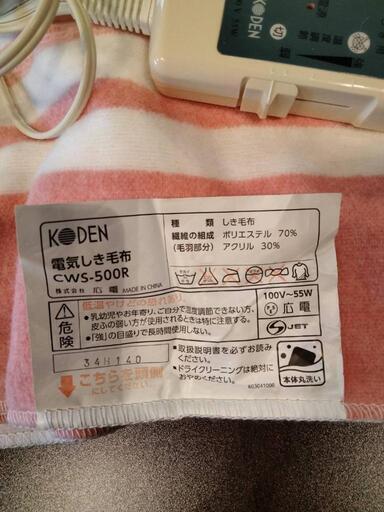 KODEN
切
温度調節
弱
強
KODEN
電気しき毛布
CWS-500R
株式会社 広電 MADE IN CHINA
種類 しき毛布
繊維の組成 ポリエステル 70%
(毛羽部分) アクリル 30%
低温やけどの恐れあり。
危険
●乳幼児やお年寄り、ご自分で温度調節できない方、
皮ふの弱い方が使用されるときは特に注意する。
●「強」の目盛りで長時間使用しない。
34H140
こちらを頭側
にしてください
100V~55W
JET
•取扱説明書を必ずお読み
ください。
•ドライクリーニングは絶対に
おやめください。
603041000
本体丸洗い